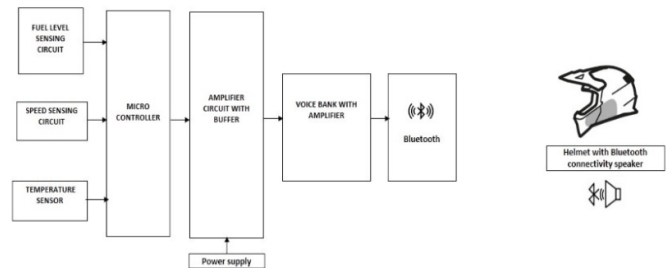 FUEL LEVEL
SENSING
CIRCUIT
SPEED SENSING
CIRCUIT
TEMPERATURE
SENSOR
MICRO
CONTROLLER
AMPLIFIER
CIRCUIT WITH
BUFFER
Power supply
VOICE BANK WITH
AMPLIFIER
Bluetooth
Helmet with Bluetooth
connectivity speaker